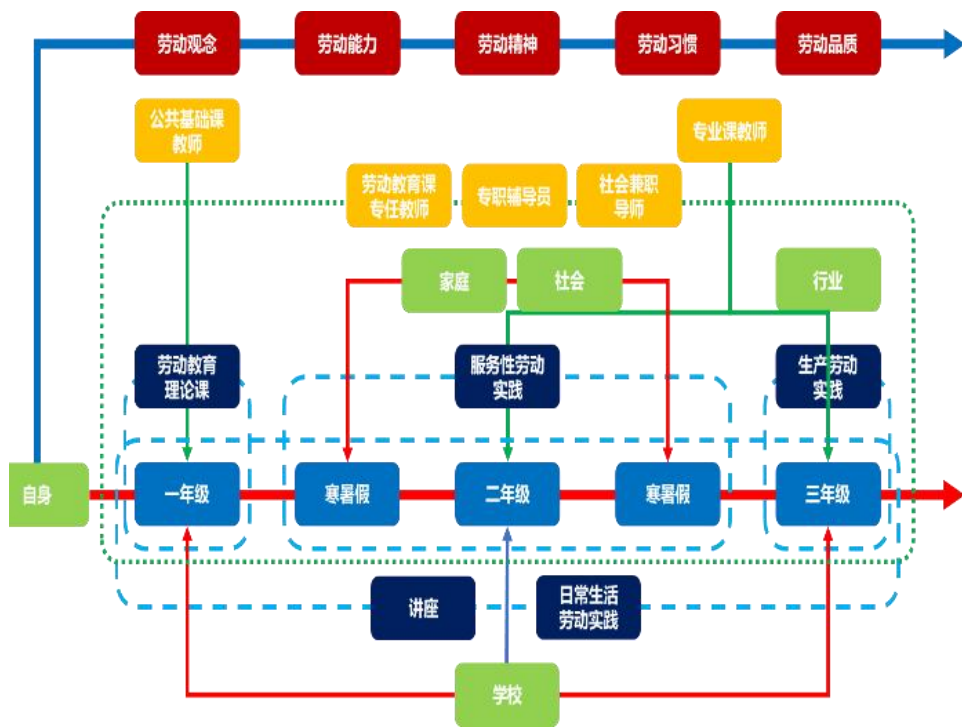 劳动观念
劳动能力
劳动精神
劳动习惯
劳动品质
公共基础课
教师
专业课教师
劳动教育课
专任教师
专职辅导员
社会兼职
导师
家庭
社会
行业
劳动教育
理论课
服务性劳动
实践
生产劳动
实践
自身
一年级
寒暑假
二年级
寒暑假
三年级
讲座
日常生活
劳动实践
学校